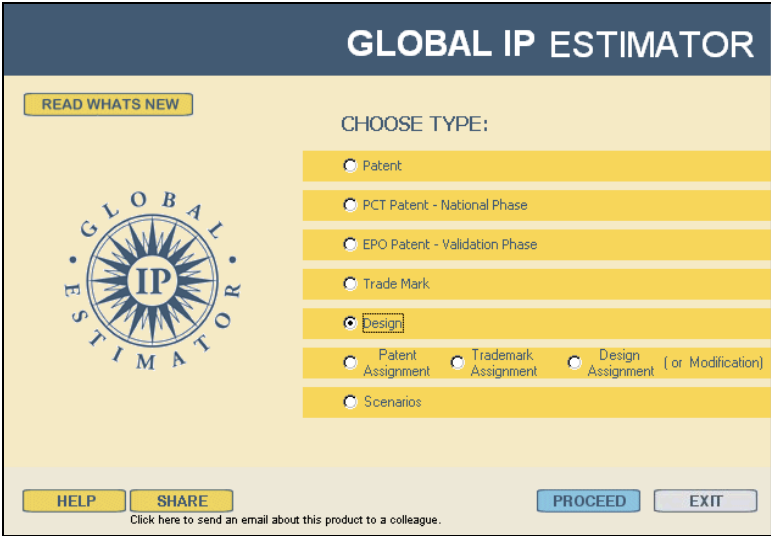 GLOBAL IP ESTIMATOR
READ WHATS NEW
CHOOSE TYPE:
Patent
PCT Patent - National Phase
EPO Patent - Validation Phase
Trade Mark
Design
Patent Assignment
Trademark Assignment
Design Assignment
( or Modification)
Scenarios
· GLOBAL ·
IP
ESTIMATOR
HELP
SHARE
PROCEED
EXIT
Click here to send an email about this product to a colleague.